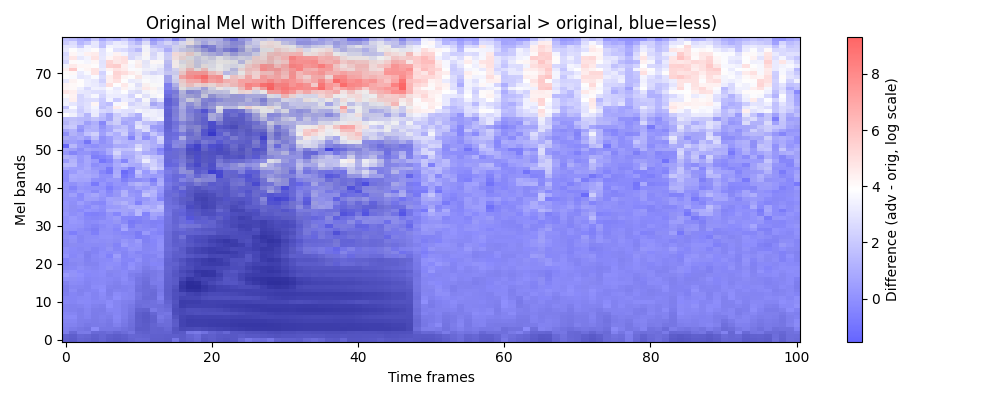 Original Mel with Differences (red=adversarial > original, blue=less)
Mel bands
70
60
50
40
30
20
10
0
0 20 40 60 80 100
Time frames
8
6
4
2
0
Difference (adv - orig, log scale)